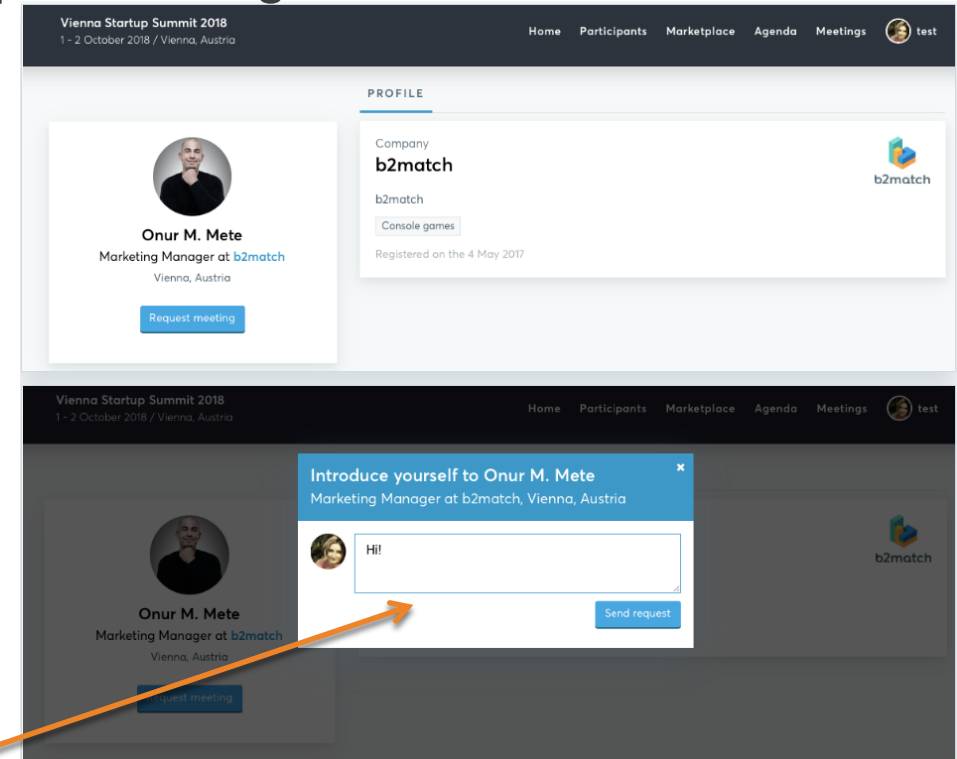 Vienna Startup Summit 2018
1 - 2 October 2018 / Vienna, Austria
Home Participants Marketplace Agenda Meetings test
PROFILE
Onur M. Mete
Marketing Manager at b2match
Vienna, Austria
Request meeting
Company
b2match
b2match
Console games
Registered on the 4 May 2017
b2match
Vienna Startup Summit 2018
1 - 2 October 2018 / Vienna, Austria
Home Participants Marketplace Agenda Meetings test
Introduce yourself to Onur M. Mete
Marketing Manager at b2match, Vienna, Austria
Hi!
Send request
Onur M. Mete
Marketing Manager at b2match
Vienna, Austria
Request meeting
b2match